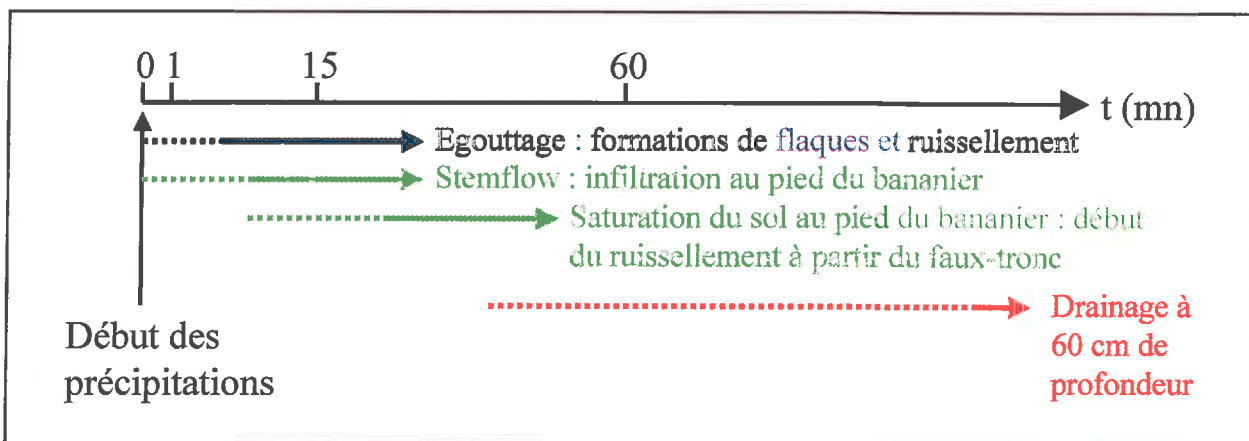 0 1 15 60
t (mn)
Egouttage : formations de flaques et ruissellement
Stemflow : infiltration au pied du bananier
Saturation du sol au pied du bananier : début
du ruissellement à partir du faux-tronc
Début des
précipitations
Drainage à
60 cm de
profondeur